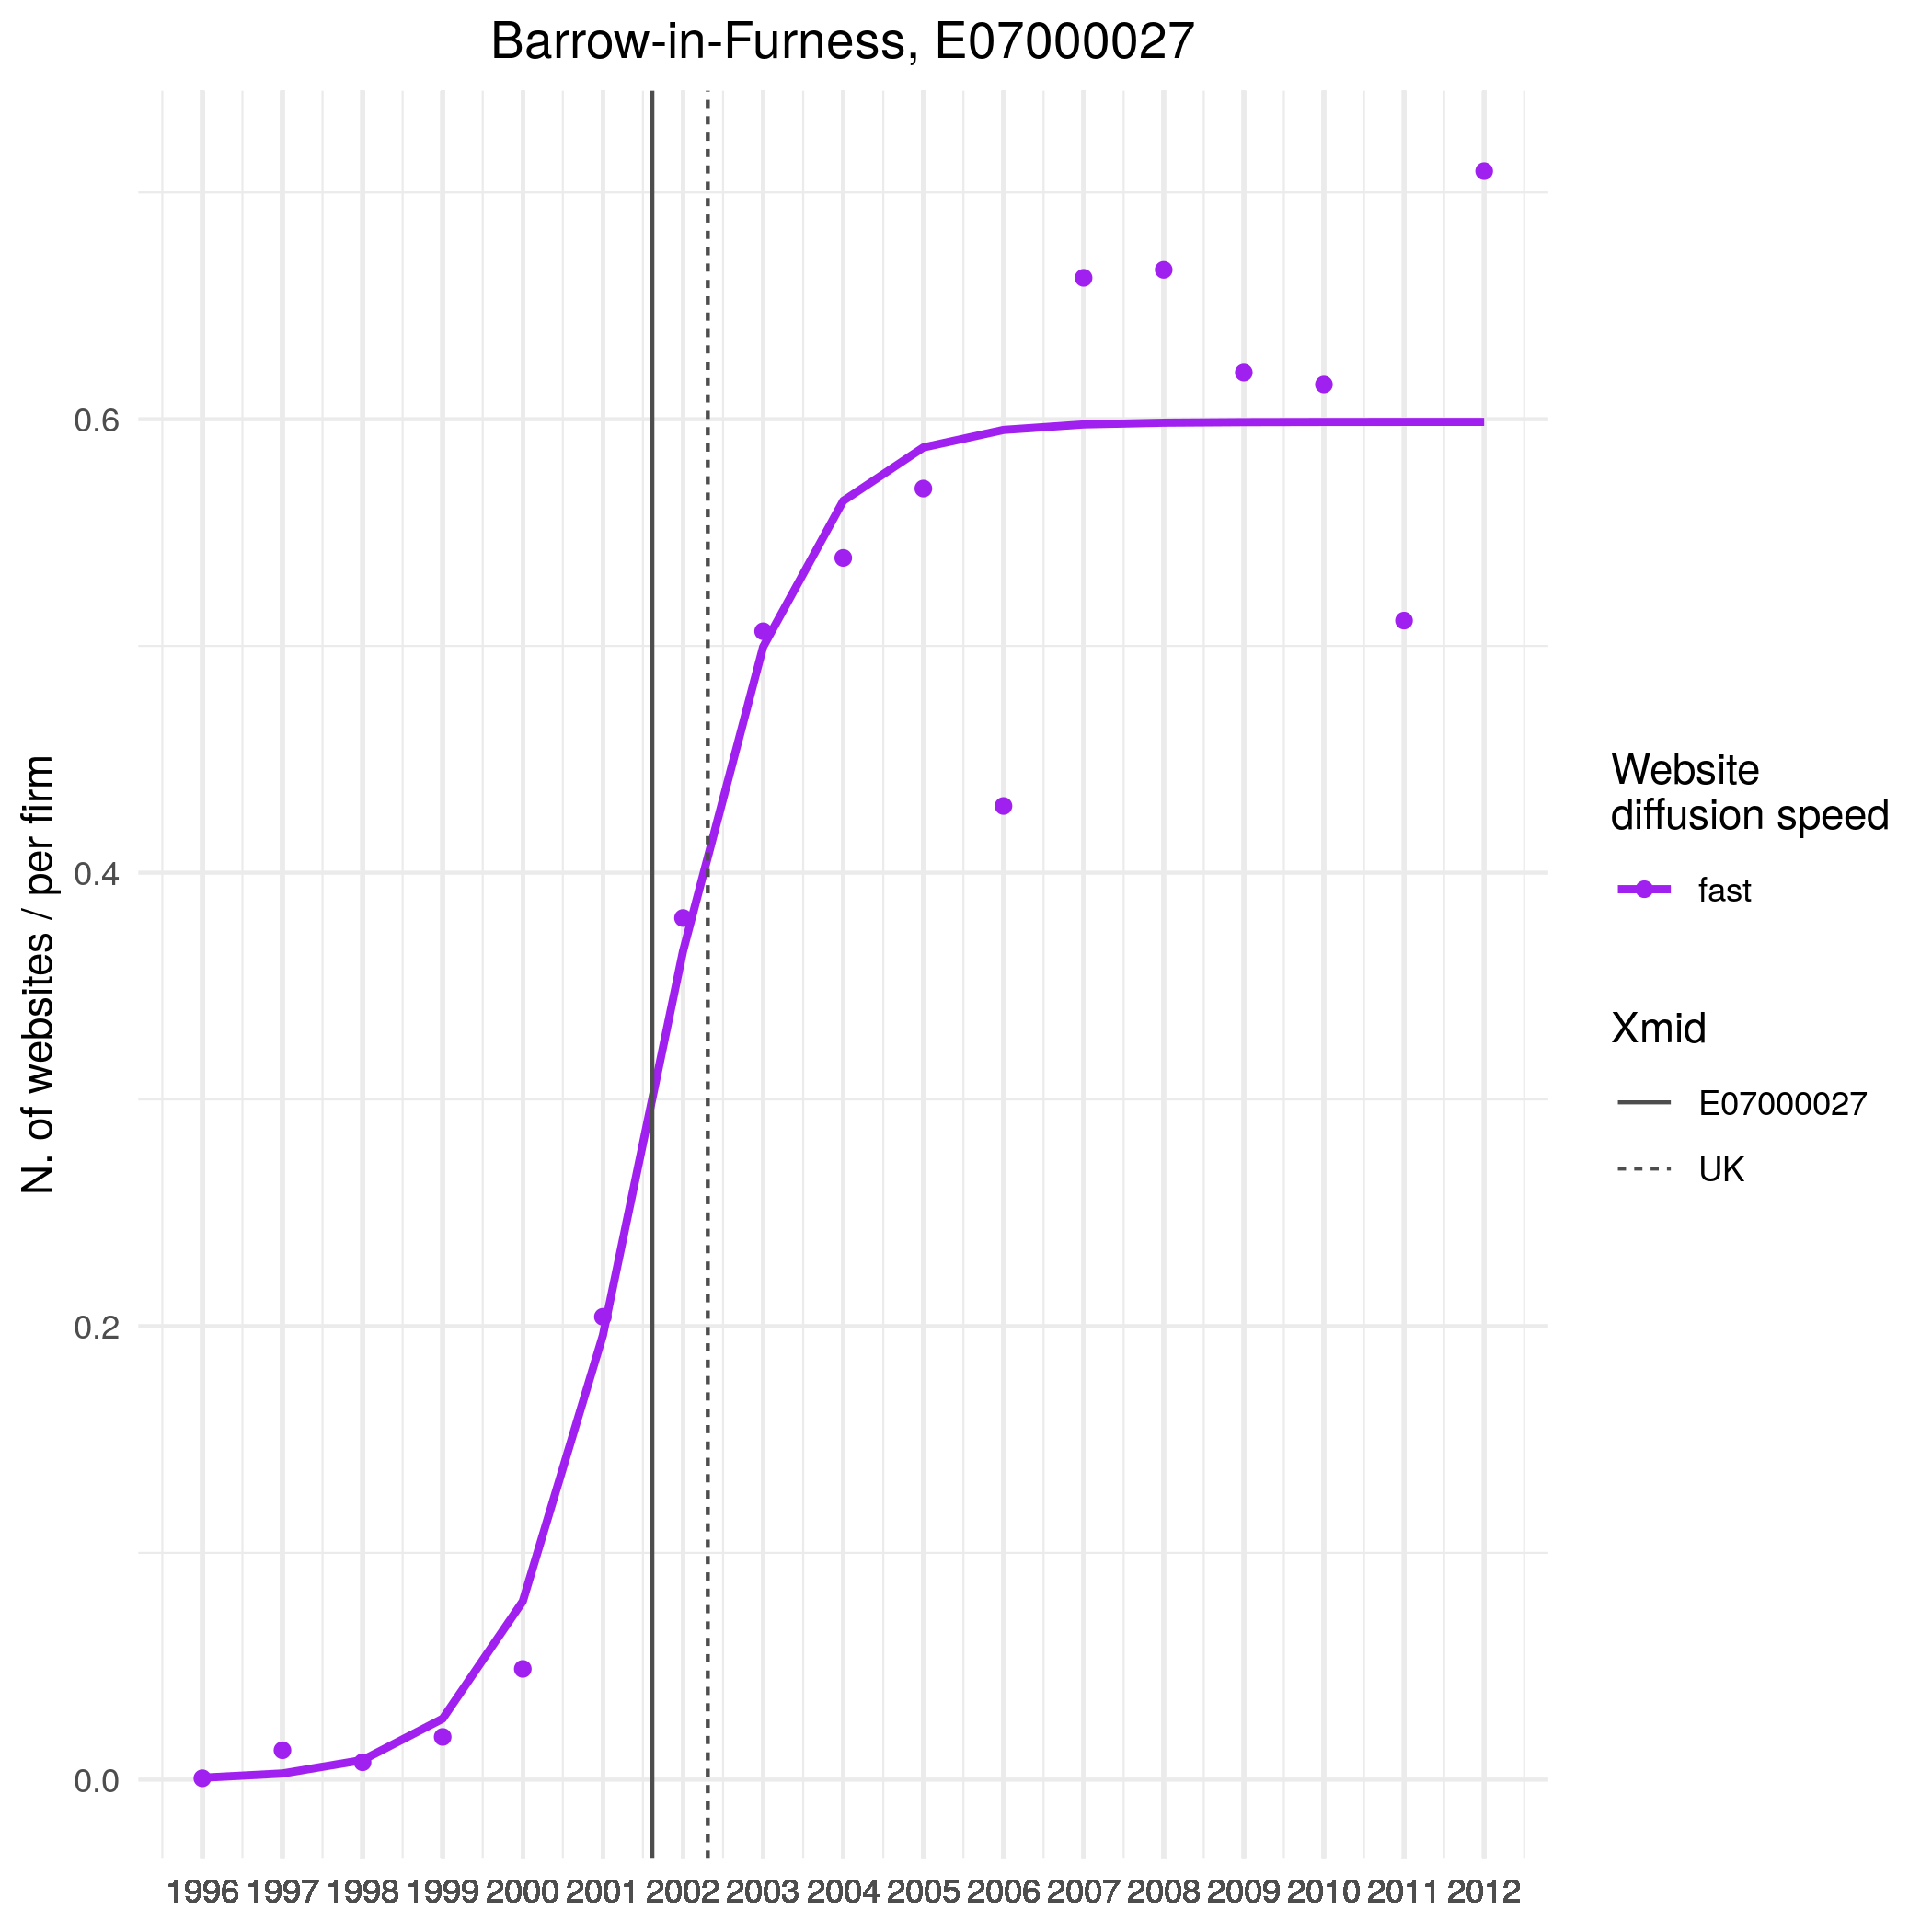 Barrow-in-Furness, E07000027
N. of websites / per firm
0.6
0.4
0.2
0.0
1996 1997 1998 1999 2000 2001 2002 2003 2004 2005 2006 2007 2008 2009 2010 2011 2012
Website
diffusion speed
fast
Xmid
E07000027
UK